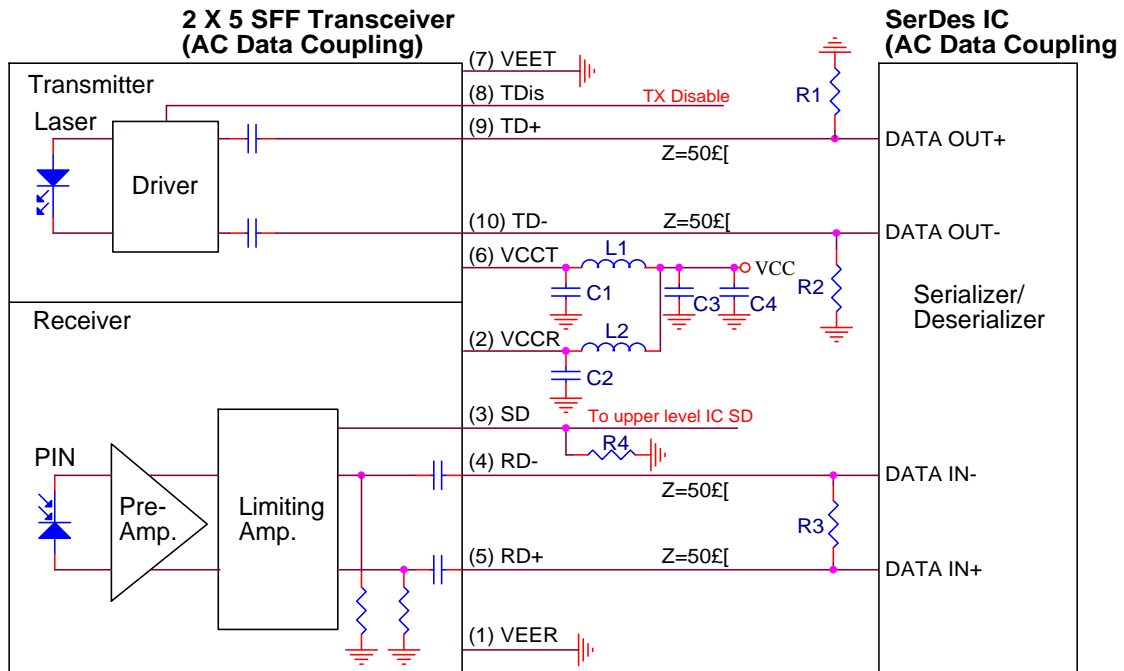 2 X 5 SFF Transceiver
(AC Data Coupling)
SerDes IC
(AC Data Coupling
Transmitter
Laser
Driver
(7) VEET
(8) TDis
TX Disable
(9) TD+
Z=50£[
R1
DATA OUT+
(10) TD-
Z=50£[
DATA OUT-
(6) VCCT
L1
VCC
C1
C3
C4
R2
Serializer/
Deserializer
Receiver
(2) VCCR
L2
C2
(3) SD
To upper level IC SD
R4
PIN
Pre-
Amp.
Limiting
Amp.
(4) RD-
Z=50£[
DATA IN-
R3
(5) RD+
Z=50£[
DATA IN+
(1) VEER